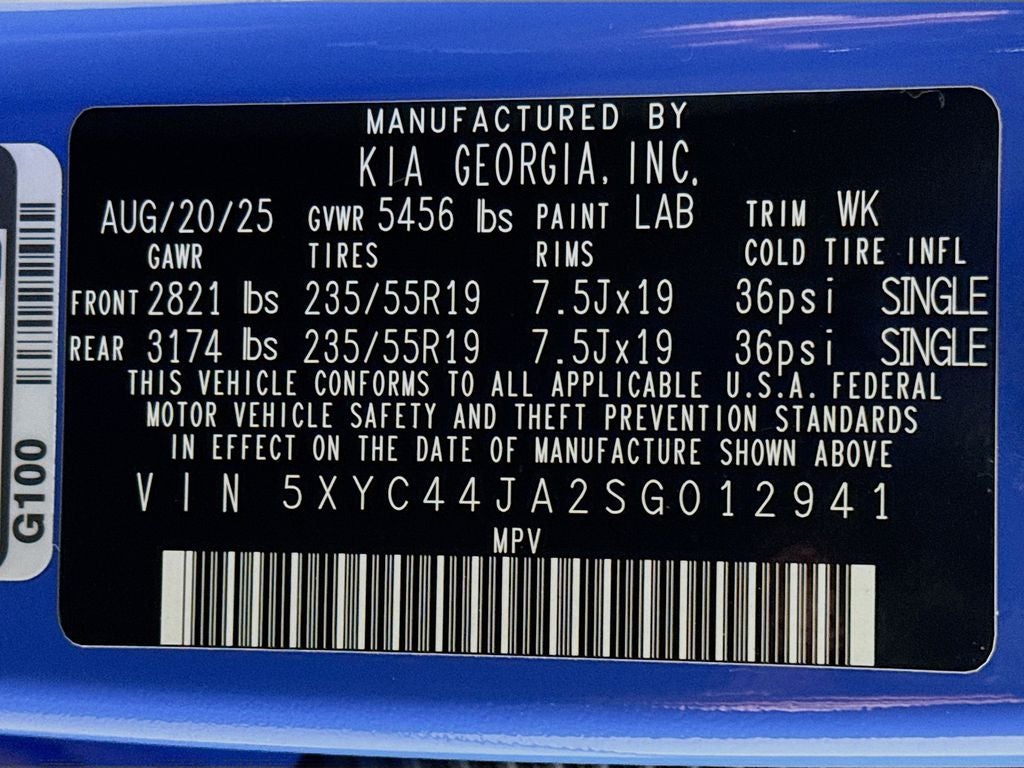 MANUFACTURED BY
KIA GEORGIA, INC.
AUG/20/25 GVWR 5456 lbs PAINT LAB TRIM WK
GAWR TIRES RIMS COLD TIRE INFL
FRONT 2821 lbs 235/55R19 7.5Jx19 36psi SINGLE
REAR 3174 lbs 235/55R19 7.5Jx19 36psi SINGLE
THIS VEHICLE CONFORMS TO ALL APPLICABLE U.S.A. FEDERAL
MOTOR VEHICLE SAFETY AND THEFT PREVENTION STANDARDS
IN EFFECT ON THE DATE OF MANUFACTURE SHOWN ABOVE
VIN 5XYC44JA2SG012941
MPV
G100